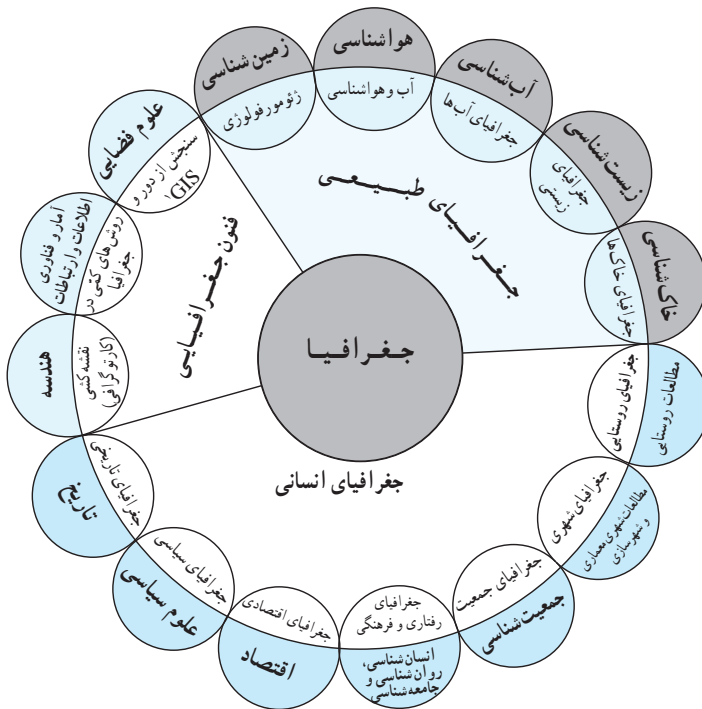 جغرافیا
جغرافیای طبیعی
زمین‌شناسی
ژئومورفولوژی
هواشناسی
آب و هواشناسی
آب‌شناسی
جغرافیای آب‌ها
زیست‌شناسی
جغرافیای
زیستی
خاک‌شناسی
جغرافیای خاک‌ها
جغرافیای انسانی
مطالعات روستایی
جغرافیای روستایی
مطالعات شهری معماری
و شهرسازی
جغرافیای شهری
جمعیت‌شناسی
جغرافیای جمعیت
جغرافیای
رفتاری و فرهنگی
انسان‌شناسی،
روان‌شناسی و
جامعه‌شناسی
جغرافیای اقتصادی
اقتصاد
جغرافیای سیاسی
علوم سیاسی
جغرافیای تاریخی
تاریخ
فنون جغرافیایی
هندسه
نقشه کشی
(کارتوگرافی)
آمار و فناوری
اطلاعات و ارتباطات
روش‌های کمّی در
جغرافیا
علوم فضایی
سنجش از دور و
GIS\